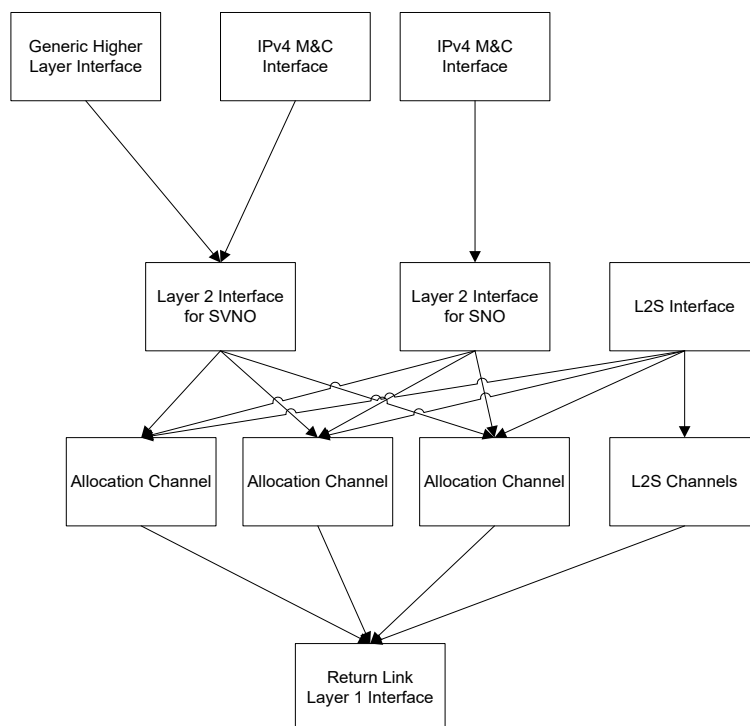 Generic Higher
Layer Interface
IPv4 M&C
Interface
IPv4 M&C
Interface
Layer 2 Interface
for SVNO
Layer 2 Interface
for SNO
L2S Interface
Allocation Channel
Allocation Channel
Allocation Channel
L2S Channels
Return Link
Layer 1 Interface